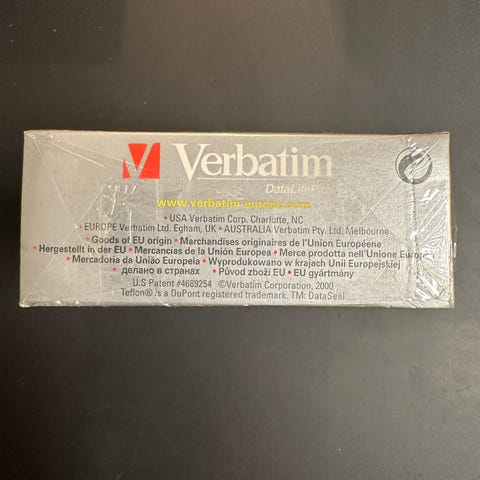 Verbatim
DataLifePlus
www.verbatim-europe.com
• USA Verbatim Corp. Charlotte, NC
• EUROPE Verbatim Ltd. Egham, UK • AUSTRALIA Verbatim Pty. Ltd. Melbourne
• Goods of EU origin • Marchandises originaires de l'Union Européene
• Hergestellt in der EU • Mercancias de la Unión Europea • Merce prodotta nell'Unione Europea
• Mercadoria da União Europeia • Wyprodukowano w krajach Unii Europejskiej
• делано в странах • Původ zboží EU • EU gyártmány
U.S Patent #4689254 ©Verbatim Corporation, 2000
Teflon® is a DuPont registered trademark. TM: DataSeal